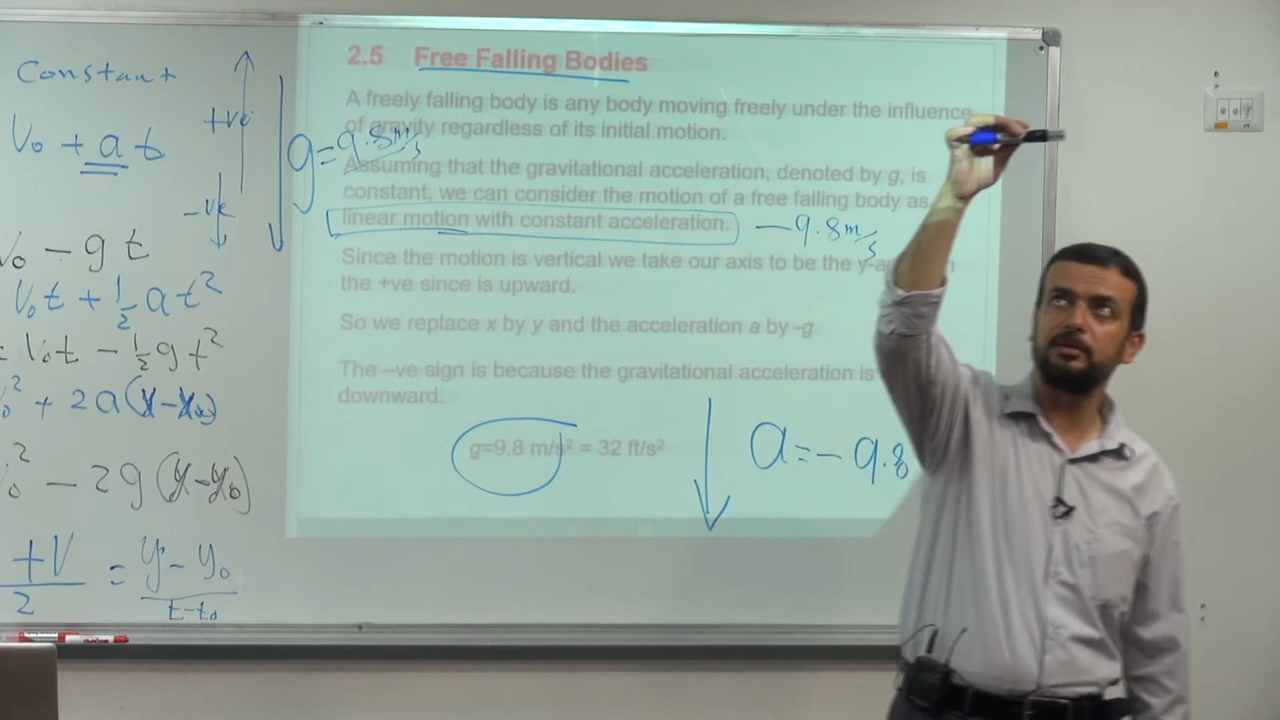 Constant
V₀ + a t
V₀ - g t
V₀t + 1/2 a t²
= V₀t - 1/2 g t²
V₀² + 2a(x-x₀)
V₀² - 2g(y-y₀)
+V/2 = y-y₀/t-t₀
+ve
-ve
g=9.8 m/s
2.5 Free Falling Bodies
A freely falling body is any body moving freely under the influence
of gravity regardless of its initial motion.
Assuming that the gravitational acceleration, denoted by g, is
constant, we can consider the motion of a free falling body as
linear motion with constant acceleration.
-9.8 m/s
Since the motion is vertical we take our axis to be the
the +ve since is upward.
So we replace x by y and the acceleration a by -g
The –ve sign is because the gravitational acceleration is
downward.
g=9.8 m/s² = 32 ft/s²
a = - 9.8